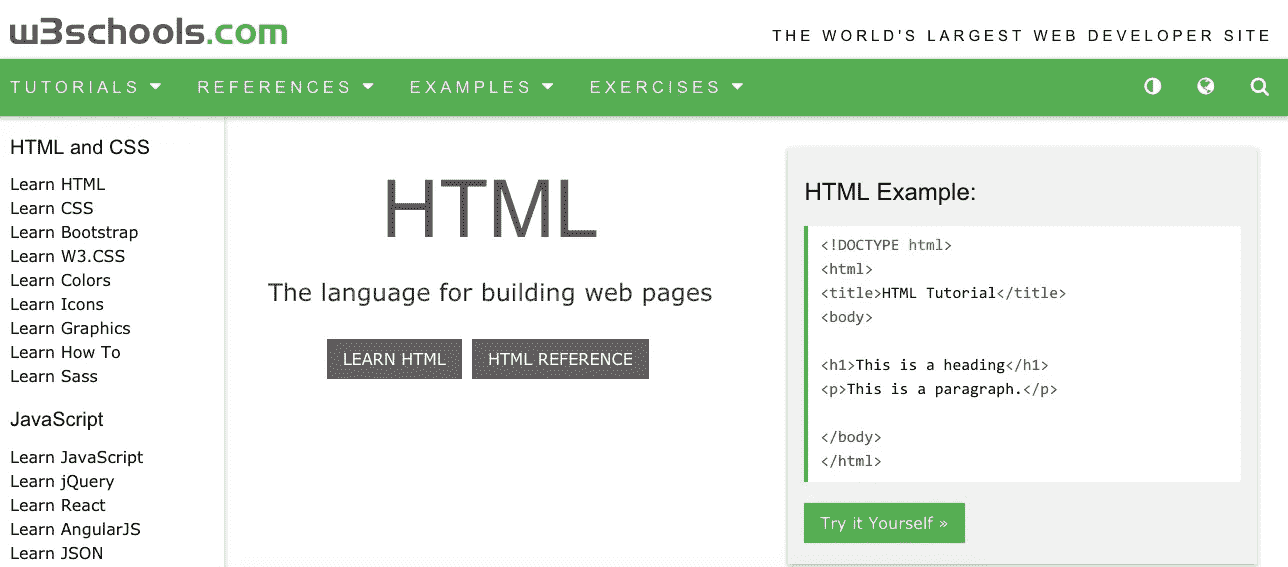 w3schools.com
THE WORLD'S LARGEST WEB DEVELOPER SITE
TUTORIALS REFERENCES EXAMPLES EXERCISES
HTML and CSS
Learn HTML
Learn CSS
Learn Bootstrap
Learn W3.CSS
Learn Colors
Learn Icons
Learn Graphics
Learn How To
Learn Sass
JavaScript
Learn JavaScript
Learn jQuery
Learn React
Learn AngularJS
Learn JSON
HTML
The language for building web pages
LEARN HTML
HTML REFERENCE
HTML Example:
<!DOCTYPE html>
<html>
<title>HTML Tutorial</title>
<body>
<h1>This is a heading</h1>
<p>This is a paragraph.</p>
</body>
</html>
Try it Yourself »